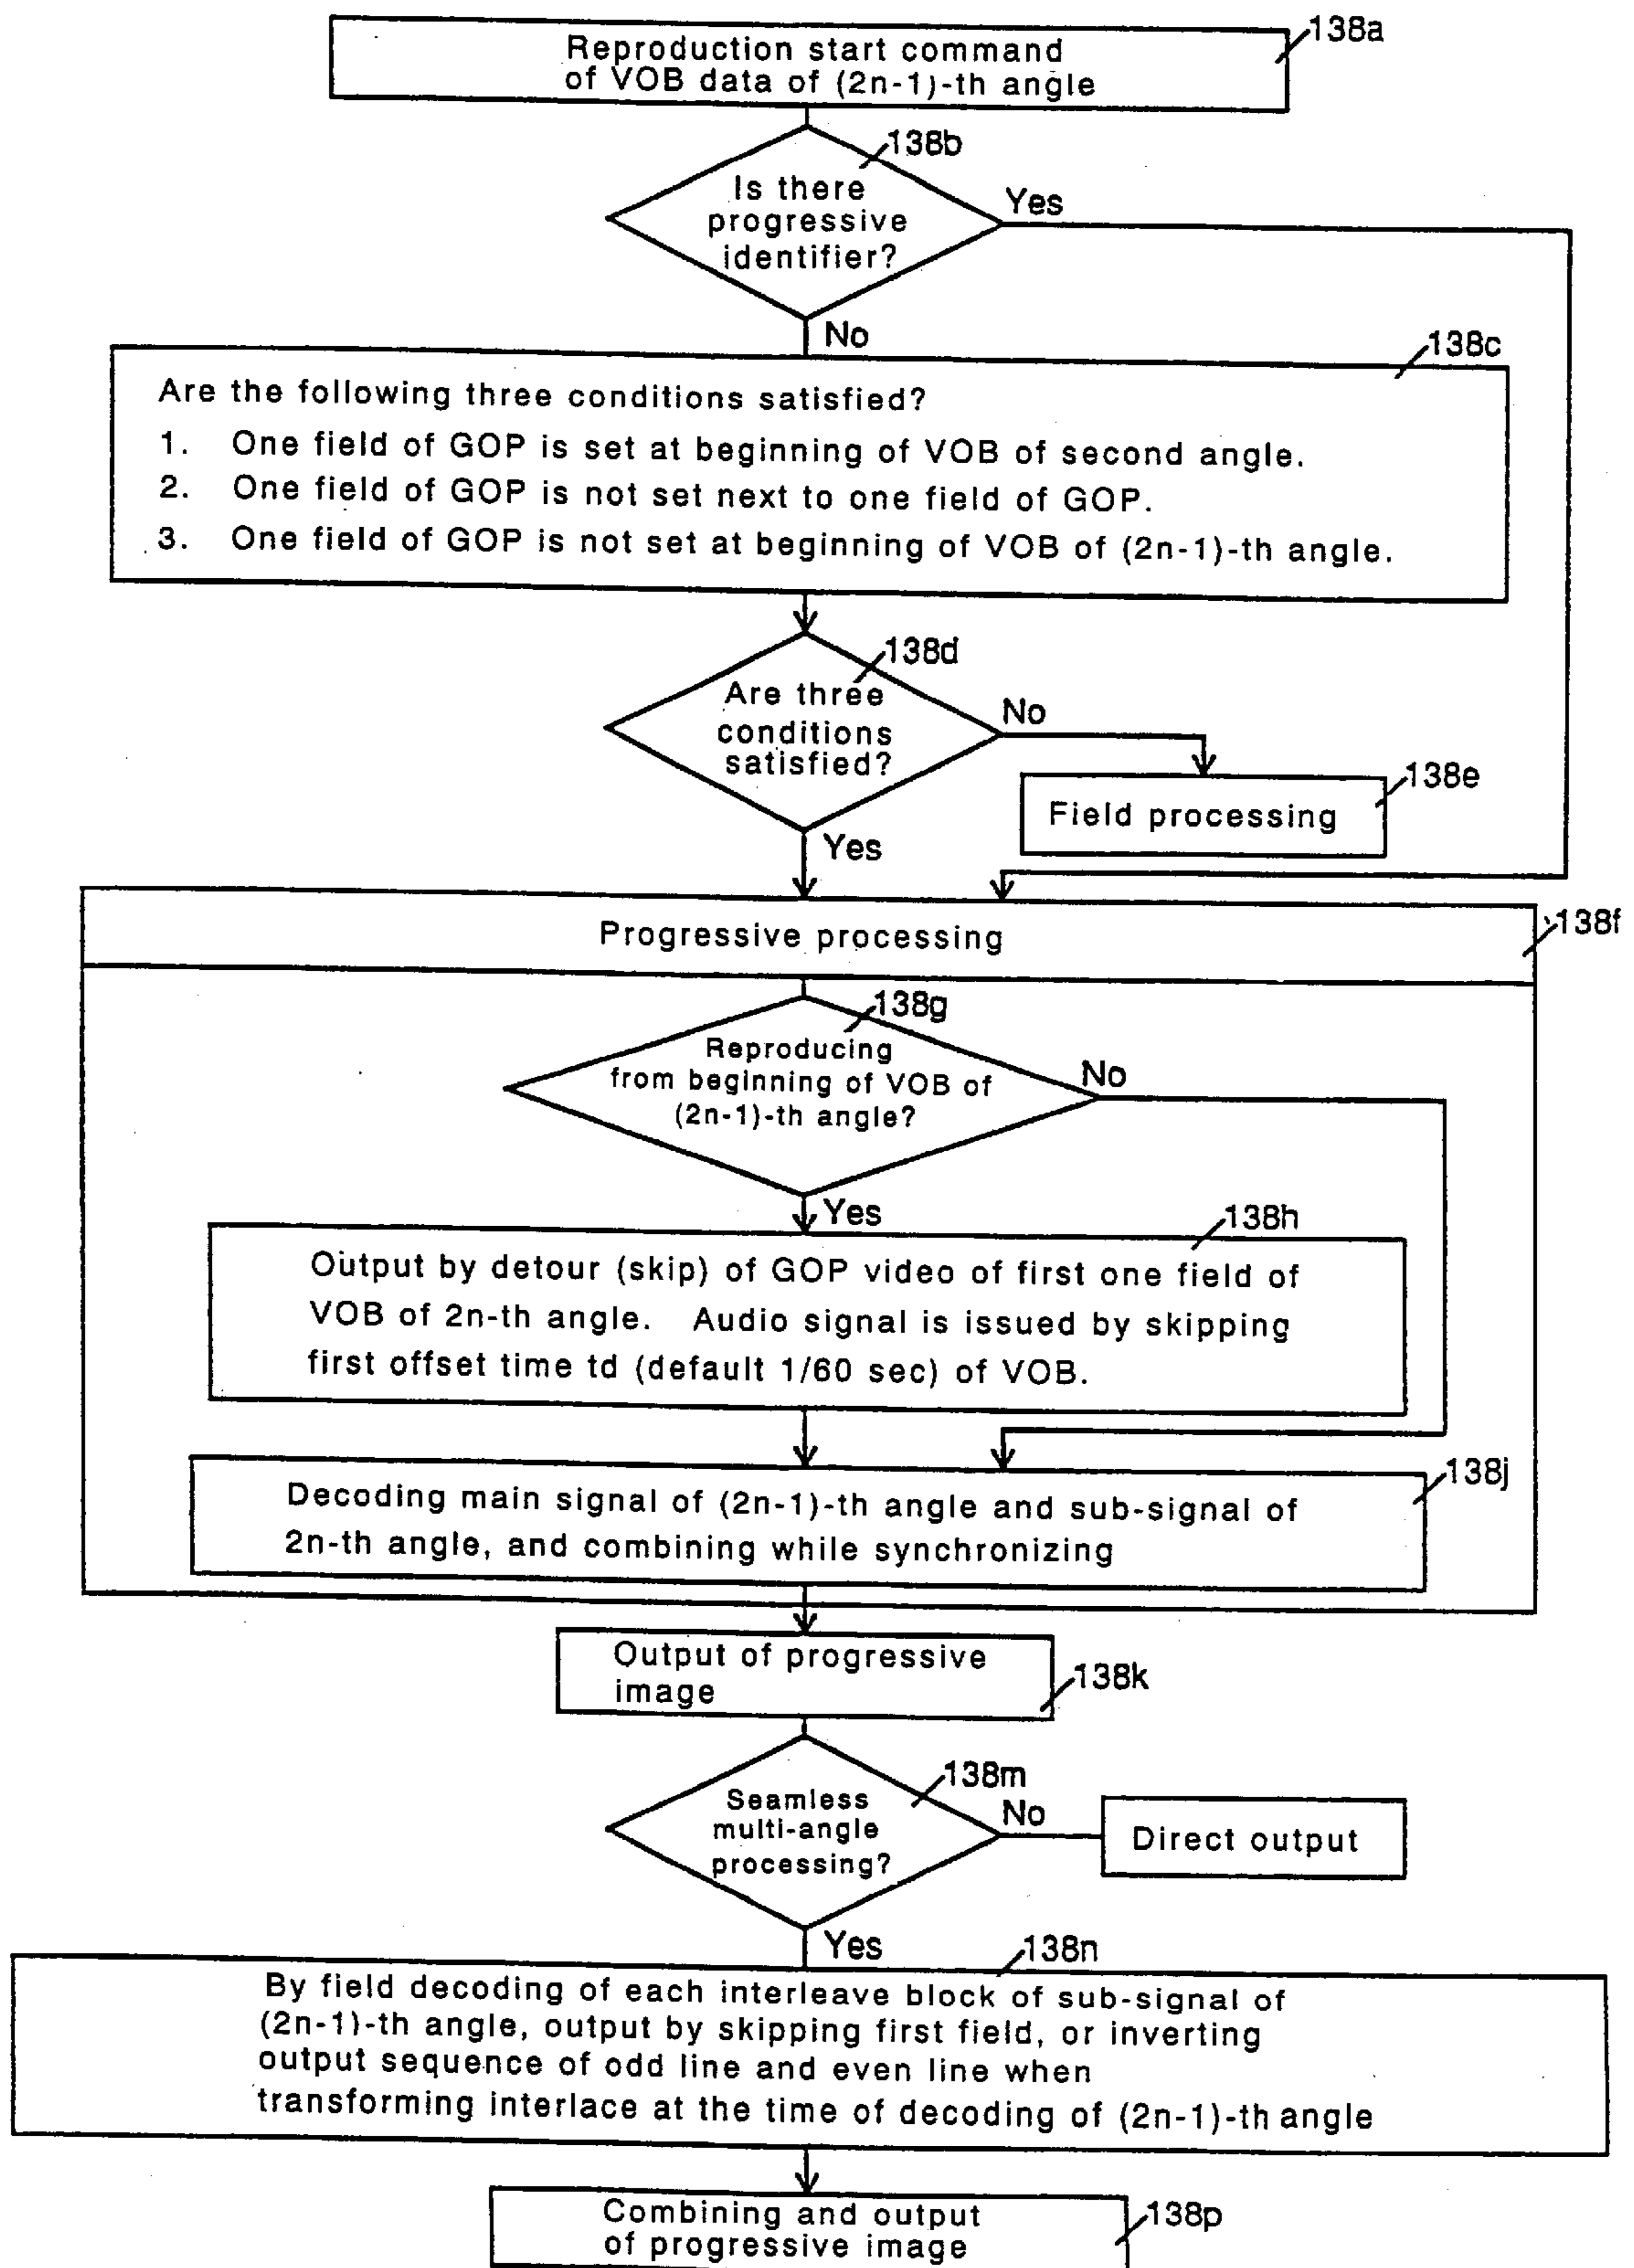 138a
Reproduction start command
of VOB data of (2n-1)-th angle
138b
Is there
progressive
identifier?
Yes
No
138c
Are the following three conditions satisfied?
1. One field of GOP is set at beginning of VOB of second angle.
2. One field of GOP is not set next to one field of GOP.
3. One field of GOP is not set at beginning of VOB of (2n-1)-th angle.
138d
Are three
conditions
satisfied?
No
138e
Field processing
Yes
138f
Progressive processing
138g
Reproducing
from beginning of VOB of
(2n-1)-th angle?
No
Yes
138h
Output by detour (skip) of GOP video of first one field of
VOB of 2n-th angle. Audio signal is issued by skipping
first offset time td (default 1/60 sec) of VOB.
138j
Decoding main signal of (2n-1)-th angle and sub-signal of
2n-th angle, and combining while synchronizing
Output of progressive
image
138k
138m
Seamless
multi-angle
processing?
No
Direct output
Yes
138n
By field decoding of each interleave block of sub-signal of
(2n-1)-th angle, output by skipping first field, or inverting
output sequence of odd line and even line when
transforming interlace at the time of decoding of (2n-1)-th angle
Combining and output
of progressive image
138p